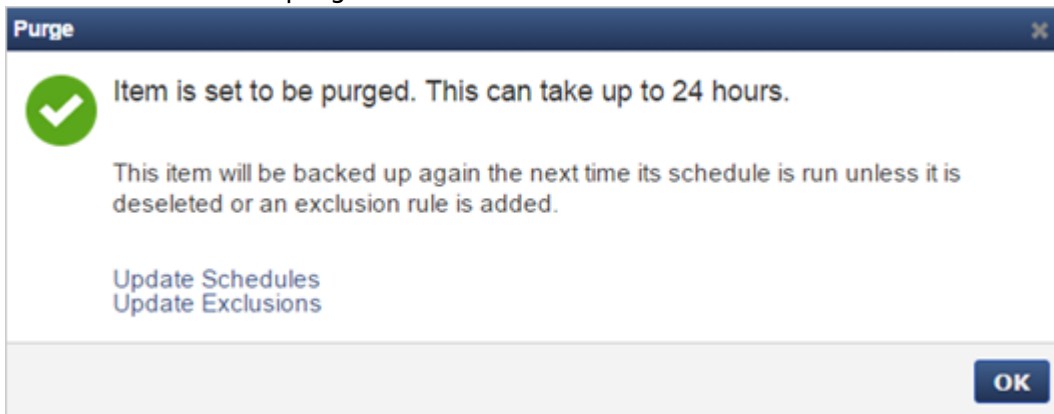 Purge
Item is set to be purged. This can take up to 24 hours.
This item will be backed up again the next time its schedule is run unless it is
deseleted or an exclusion rule is added.
Update Schedules
Update Exclusions
OK